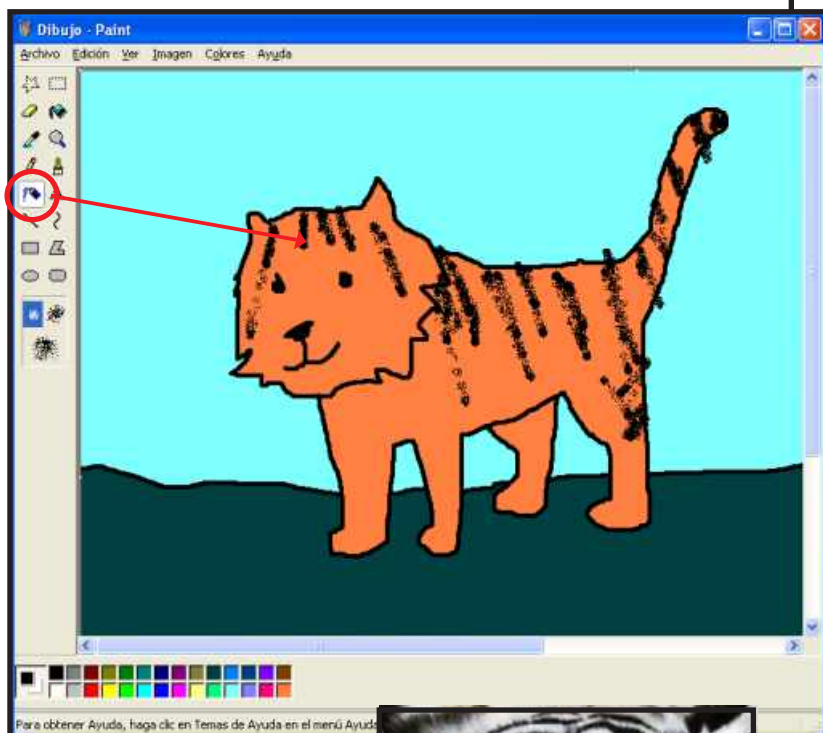 Dibujo - Paint
Archivo Edición Ver Imagen Colores Ayuda
Para obtener Ayuda, haga clic en Temas de Ayuda en el menú Ayuda